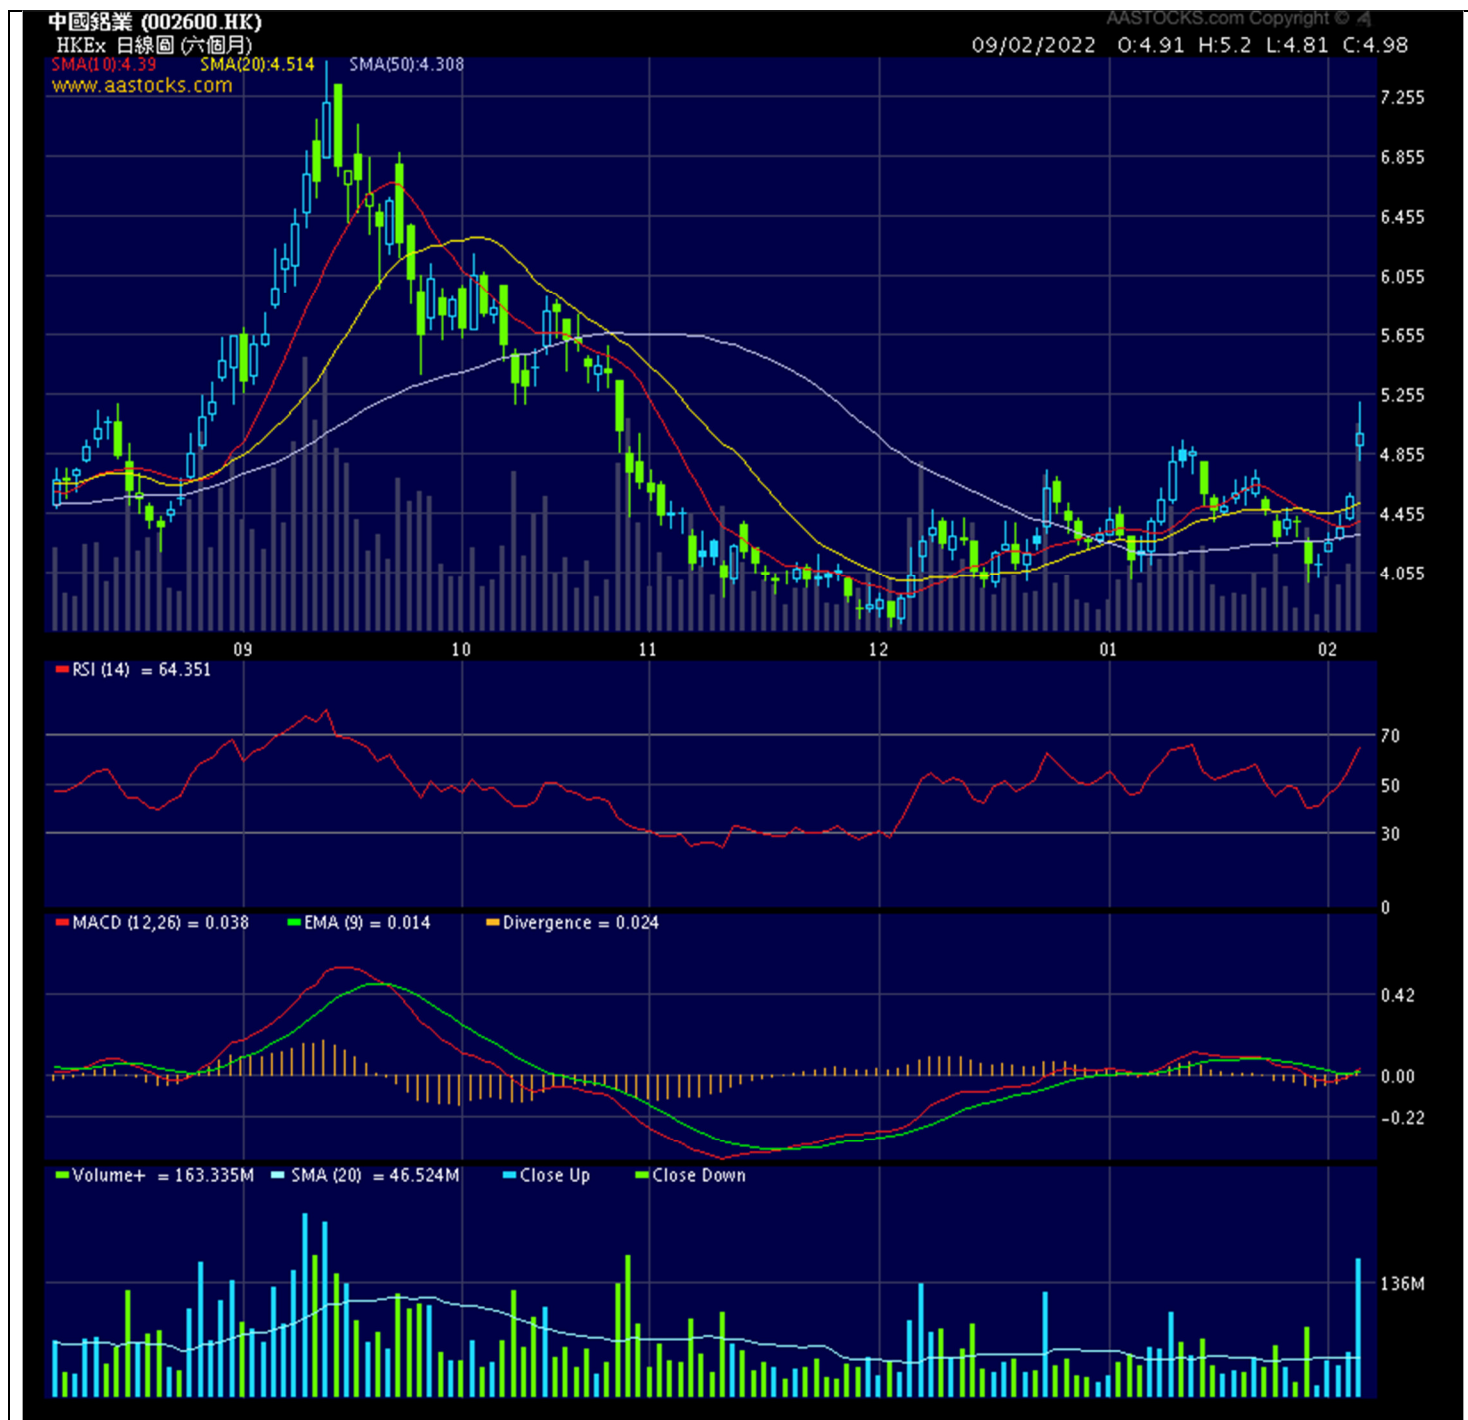 中國鋁業 (002600.HK)
AASTOCKS.com Copyright ©
HKEx 日線圖 (六個月)
09/02/2022 O:4.91 H:5.2 L:4.81 C:4.98
SMA(10):4.39 SMA(20):4.514 SMA(50):4.308
www.aastocks.com
7.255
6.855
6.455
6.055
5.655
5.255
4.855
4.455
4.055
09 10 11 12 01 02
RSI (14) = 64.351
70
50
30
0
MACD (12,26) = 0.038 EMA (9) = 0.014 Divergence = 0.024
0.42
0.00
-0.22
Volume+ = 163.335M SMA (20) = 46.524M Close Up Close Down
136M